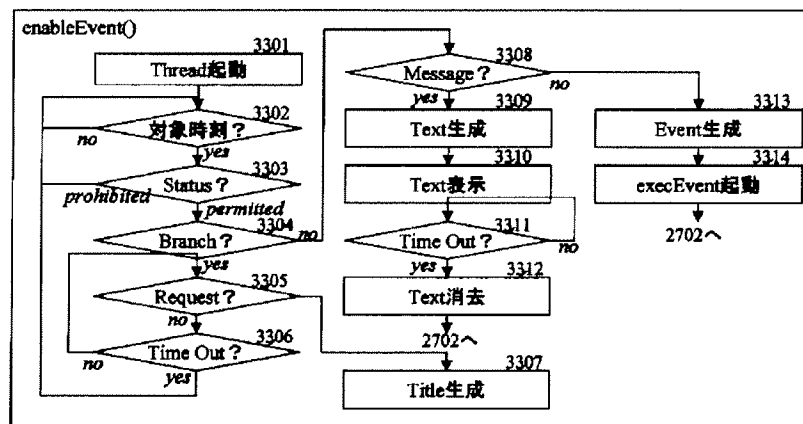 enableEvent()
3301
Thread起動
3302
対象時刻？
no
yes
3303
Status？
prohibited
permitted
3304
Branch？
no
yes
3305
Request？
no
3306
Time Out？
no
yes
3308
Message？
no
yes
3309
Text生成
3310
Text表示
3311
Time Out？
no
yes
3312
Text消去
2702へ
3307
Title生成
3313
Event生成
3314
execEvent起動
2702へ